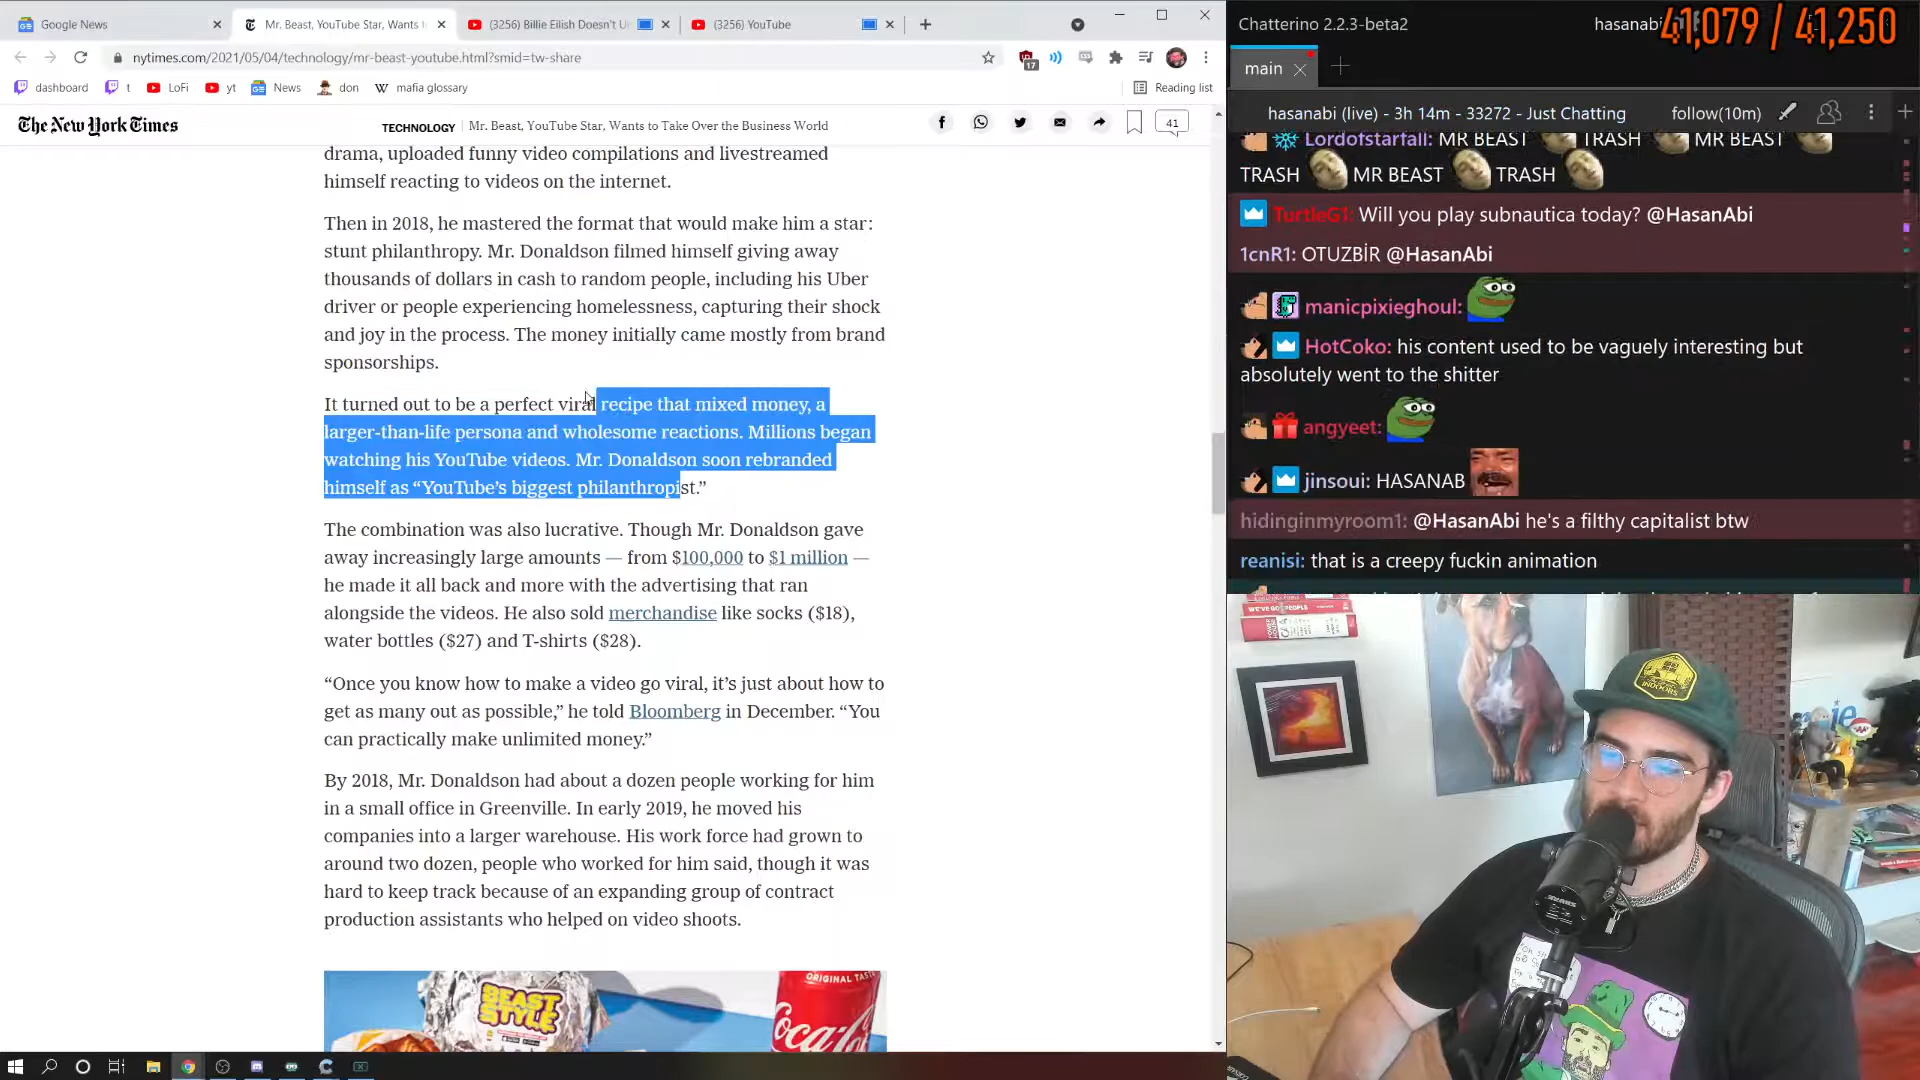 Google News
Mr. Beast, YouTube Star, Wants t
(3256) Billie Eilish Doesn't U
(3256) YouTube
nytimes.com/2021/05/04/technology/mr-beast-youtube.html?smid=tw-share
17
dashboard
t
LoFi
yt
News
don
mafia glossary
Reading list
The New York Times
TECHNOLOGY
Mr. Beast, YouTube Star, Wants to Take Over the Business World
41
drama, uploaded funny video compilations and livestreamed
himself reacting to videos on the internet.
Then in 2018, he mastered the format that would make him a star:
stunt philanthropy. Mr. Donaldson filmed himself giving away
thousands of dollars in cash to random people, including his Uber
driver or people experiencing homelessness, capturing their shock
and joy in the process. The money initially came mostly from brand
sponsorships.
It turned out to be a perfect viral recipe that mixed money, a
larger-than-life persona and wholesome reactions. Millions began
watching his YouTube videos. Mr. Donaldson soon rebranded
himself as “YouTube’s biggest philanthropist.”
The combination was also lucrative. Though Mr. Donaldson gave
away increasingly large amounts — from $100,000 to $1 million —
he made it all back and more with the advertising that ran
alongside the videos. He also sold merchandise like socks ($18),
water bottles ($27) and T-shirts ($28).
“Once you know how to make a video go viral, it’s just about how to
get as many out as possible,” he told Bloomberg in December. “You
can practically make unlimited money.”
By 2018, Mr. Donaldson had about a dozen people working for him
in a small office in Greenville. In early 2019, he moved his
companies into a larger warehouse. His work force had grown to
around two dozen, people who worked for him said, though it was
hard to keep track because of an expanding group of contract
production assistants who helped on video shoots.
BEAST
STYLE
ORIGINAL TASTE
Coca-Cola
Chatterino 2.2.3-beta2
hasanabi
41,079 / 41,250
main
hasanabi (live) - 3h 14m - 33272 - Just Chatting
follow(10m)
Lordofstarfall: MR BEAST TRASH MR BEAST
TRASH MR BEAST TRASH
TurtleG1: Will you play subnautica today? @HasanAbi
1cnR1: OTUZBİR @HasanAbi
manicpixieghoul:
HotCoko: his content used to be vaguely interesting but
absolutely went to the shitter
angyeet:
jinsoui: HASANAB
hidinginmyroom1: @HasanAbi he's a filthy capitalist btw
reanisi: that is a creepy fuckin animation
WE'VE GOT PEOPLE
INDOORS